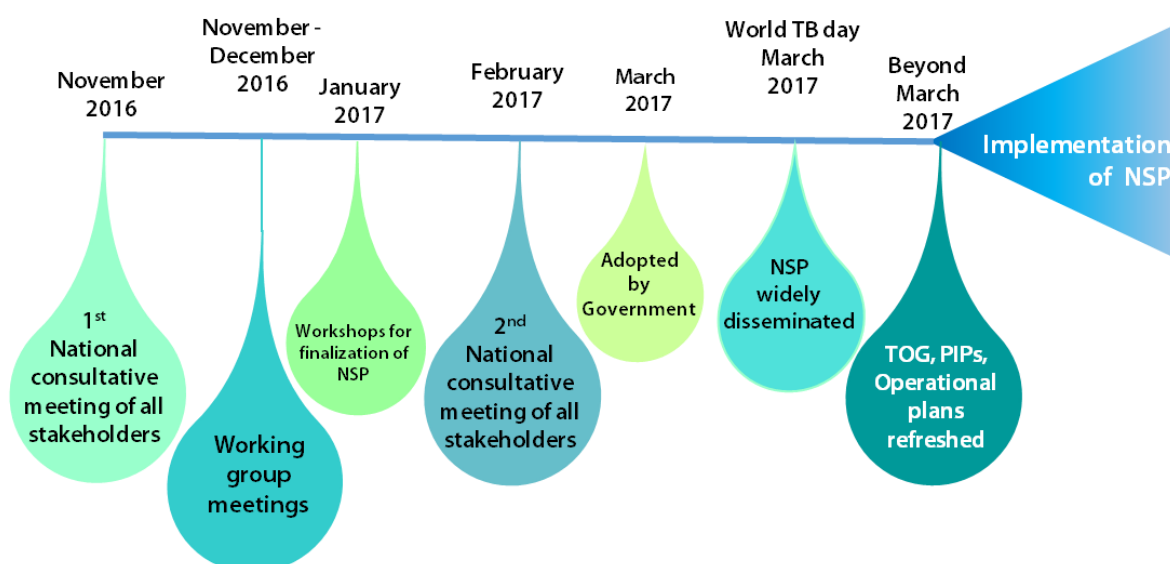 November
2016
November -
December
2016
January
2017
February
2017
March
2017
World TB day
March
2017
Beyond
March
2017
Implementation
of NSP
1st
National
consultative
meeting of all
stakeholders
Working
group
meetings
Workshops for
finalization of
NSP
2nd
National
consultative
meeting of all
stakeholders
Adopted
by
Government
NSP
widely
disseminated
TOG, PIPs,
Operational
plans
refreshed